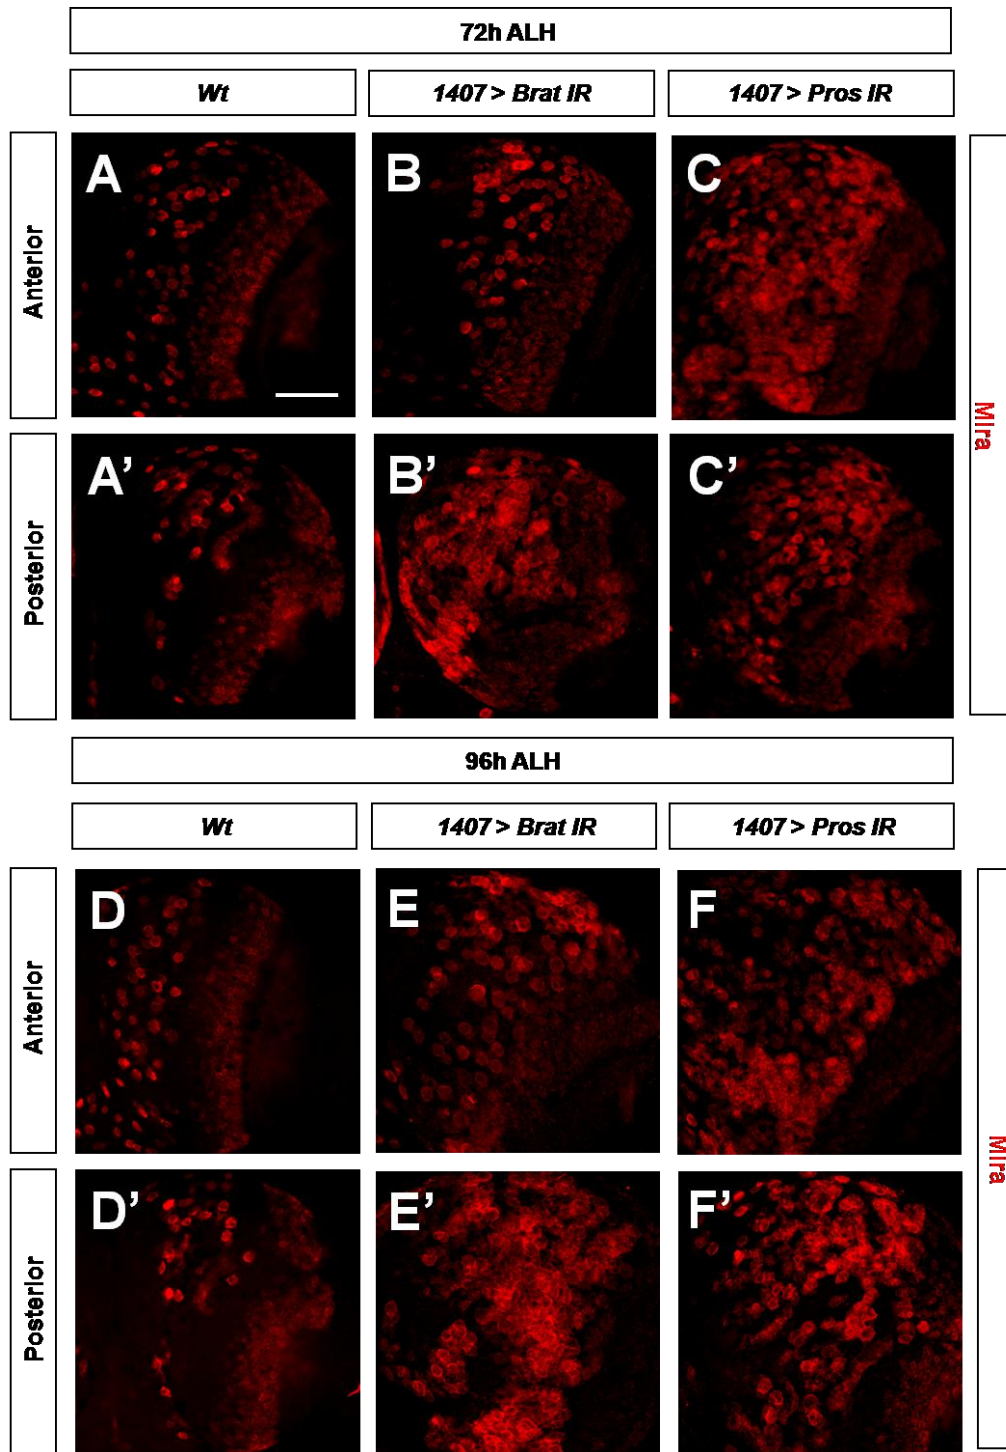 72h ALH
Wt
1407 > Brat IR
1407 > Pros IR
Anterior
A
B
C
Mira
Posterior
A'
B'
C'
96h ALH
Wt
1407 > Brat IR
1407 > Pros IR
Anterior
D
E
F
Mira
Posterior
D'
E'
F'